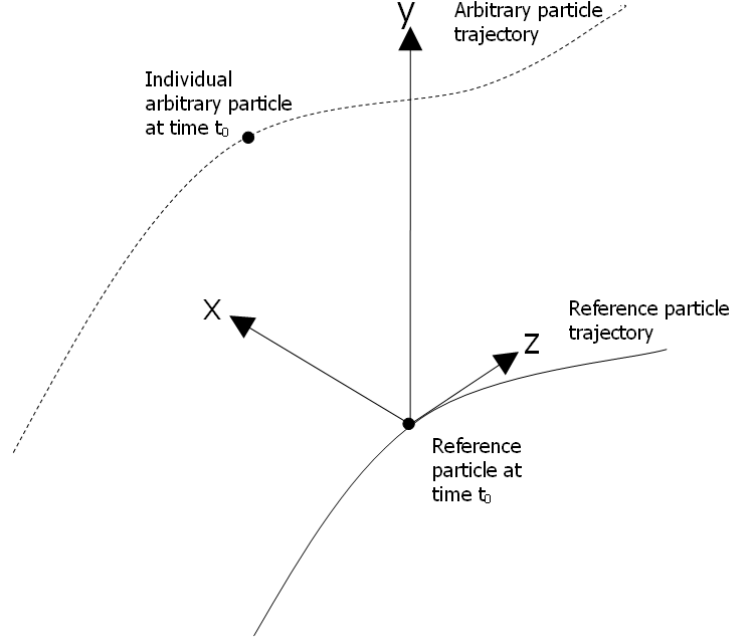 y
Arbitrary particle
trajectory
Individual
arbitrary particle
at time t₀
x
z
Reference particle
trajectory
Reference
particle at
time t₀